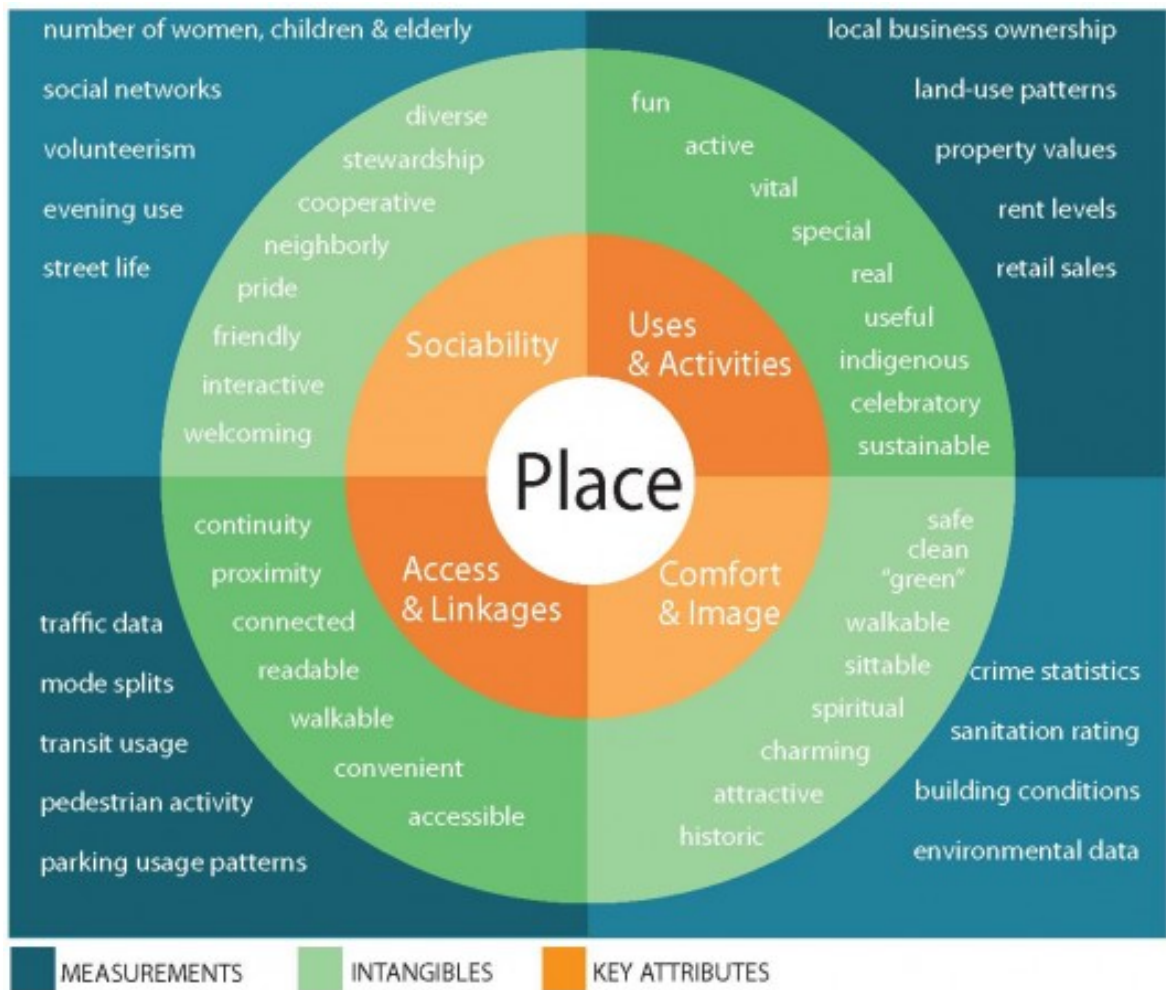 number of women, children & elderly
social networks
volunteerism
evening use
street life
local business ownership
land-use patterns
property values
rent levels
retail sales
diverse
stewardship
cooperative
neighborly
pride
friendly
interactive
welcoming
fun
active
vital
special
real
useful
indigenous
celebratory
sustainable
Sociability
Uses
& Activities
Place
Access
& Linkages
Comfort
& Image
continuity
proximity
connected
readable
walkable
convenient
accessible
safe
clean
"green"
walkable
sittable
spiritual
charming
attractive
historic
traffic data
mode splits
transit usage
pedestrian activity
parking usage patterns
crime statistics
sanitation rating
building conditions
environmental data
MEASUREMENTS
INTANGIBLES
KEY ATTRIBUTES